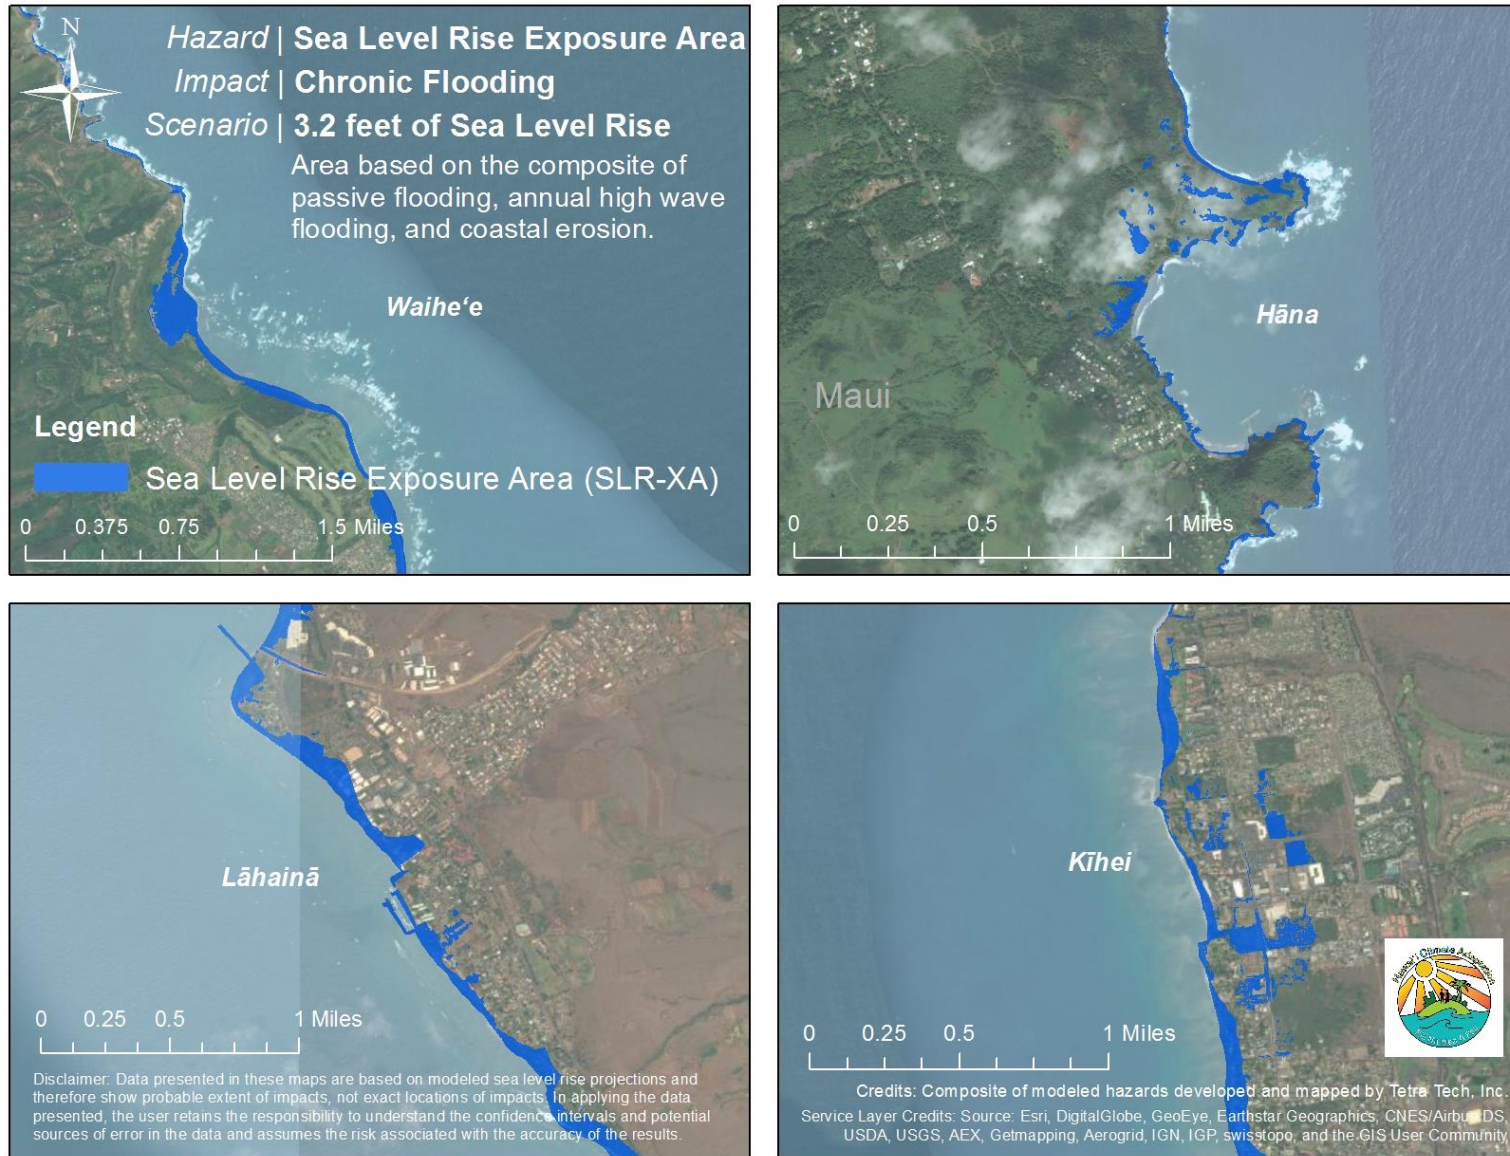 N
Hazard | Sea Level Rise Exposure Area
Impact | Chronic Flooding
Scenario | 3.2 feet of Sea Level Rise
Area based on the composite of
passive flooding, annual high wave
flooding, and coastal erosion.
Waiheʻe
Legend
Sea Level Rise Exposure Area (SLR-XA)
0 0.375 0.75 1.5 Miles
Hāna
Maui
0 0.25 0.5 1 Miles
Lāhainā
0 0.25 0.5 1 Miles
Disclaimer: Data presented in these maps are based on modeled sea level rise projections and
therefore show probable extent of impacts, not exact locations of impacts. In applying the data
presented, the user retains the responsibility to understand the confidence intervals and potential
sources of error in the data and assumes the risk associated with the accuracy of the results.
Kīhei
0 0.25 0.5 1 Miles
Hawaiʻi Climate Adaptation
Credits: Composite of modeled hazards developed and mapped by Tetra Tech, Inc.
Service Layer Credits: Source: Esri, DigitalGlobe, GeoEye, Earthstar Geographics, CNES/Airbus DS,
USDA, USGS, AEX, Getmapping, Aerogrid, IGN, IGP, swisstopo, and the GIS User Community